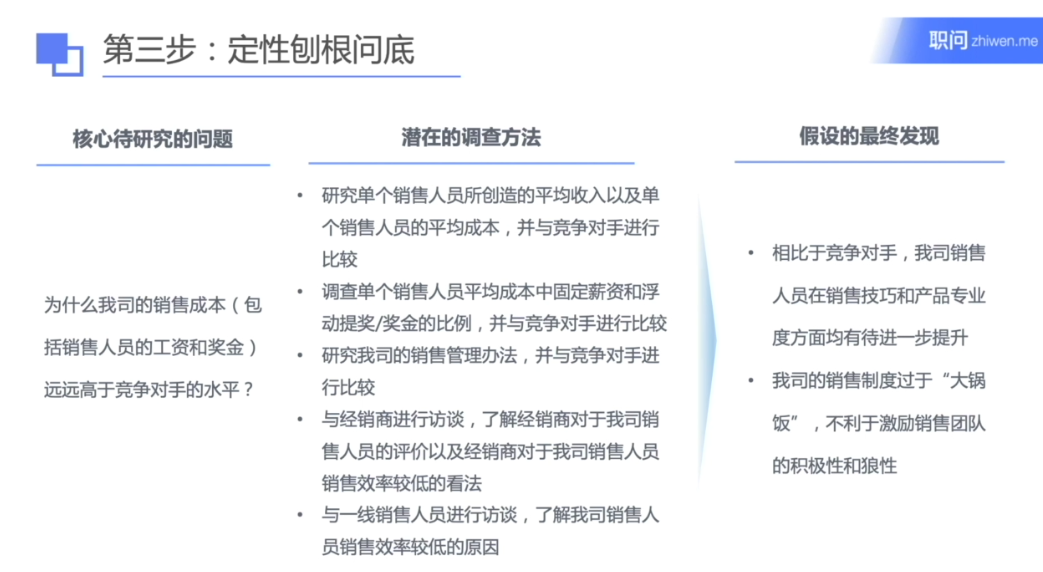 第三步：定性刨根问底
职问 zhiwen.me
核心待研究的问题
为什么我司的销售成本（包
括销售人员的工资和奖金）
远远高于竞争对手的水平？
潜在的调查方法
• 研究单个销售人员所创造的平均收入以及单
个销售人员的平均成本，并与竞争对手进行
比较
• 调查单个销售人员平均成本中固定薪资和浮
动提奖/奖金的比例，并与竞争对手进行比较
• 研究我司的销售管理办法，并与竞争对手进
行比较
• 与经销商进行访谈，了解经销商对于我司销
售人员的评价以及经销商对于我司销售人员
销售效率较低的看法
• 与一线销售人员进行访谈，了解我司销售人
员销售效率较低的原因
假设的最终发现
• 相比于竞争对手，我司销售
人员在销售技巧和产品专业
度方面均有待进一步提升
• 我司的销售制度过于“大锅
饭”，不利于激励销售团队
的积极性和狼性